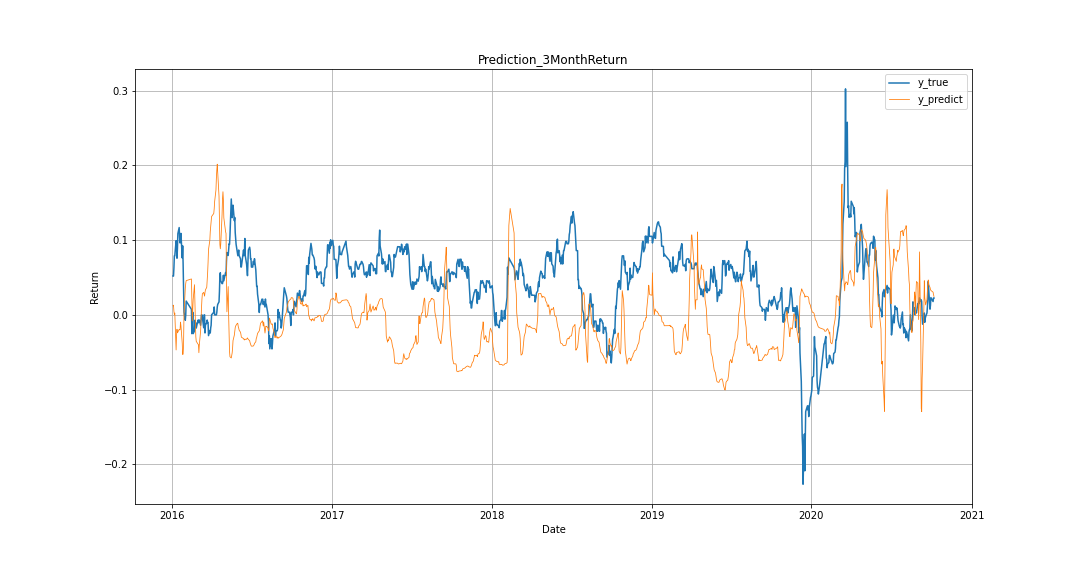 Prediction_3MonthReturn
y_true
y_predict
0.3
0.2
0.1
0.0
−0.1
−0.2
Return
2016 2017 2018 2019 2020 2021
Date